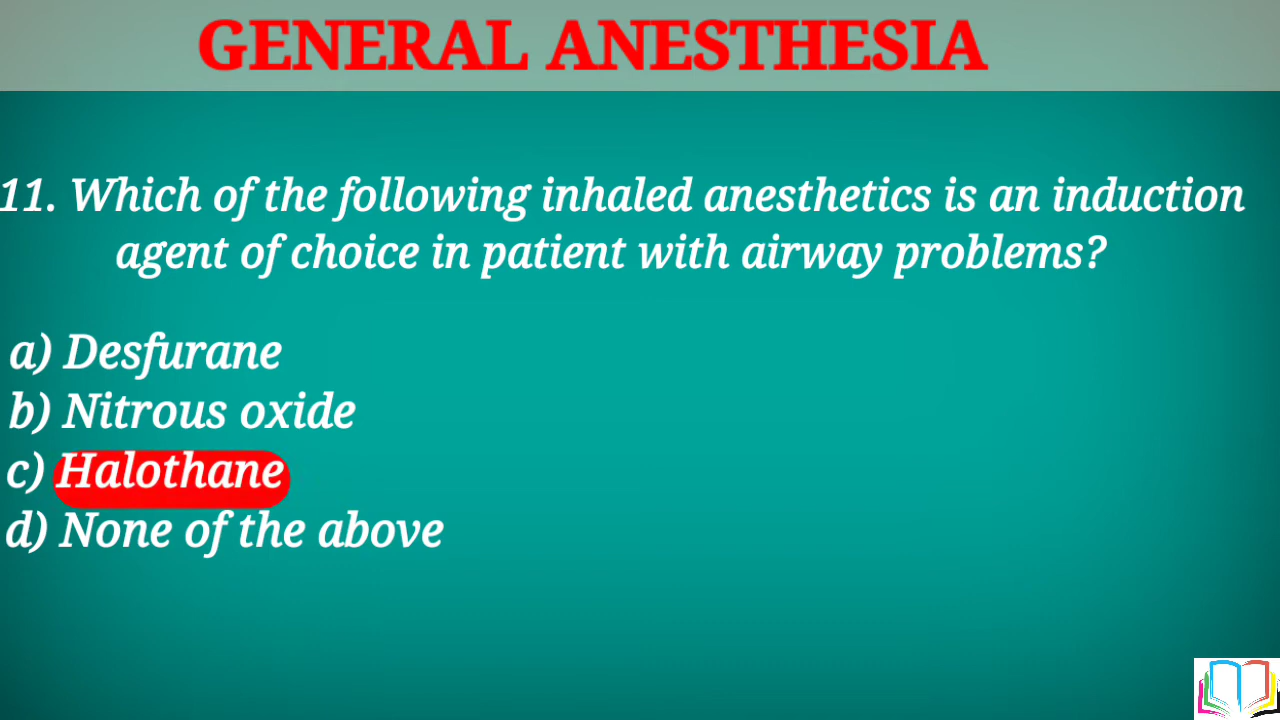 GENERAL ANESTHESIA
11. Which of the following inhaled anesthetics is an induction
agent of choice in patient with airway problems?
a) Desfurane
b) Nitrous oxide
c) Halothane
d) None of the above